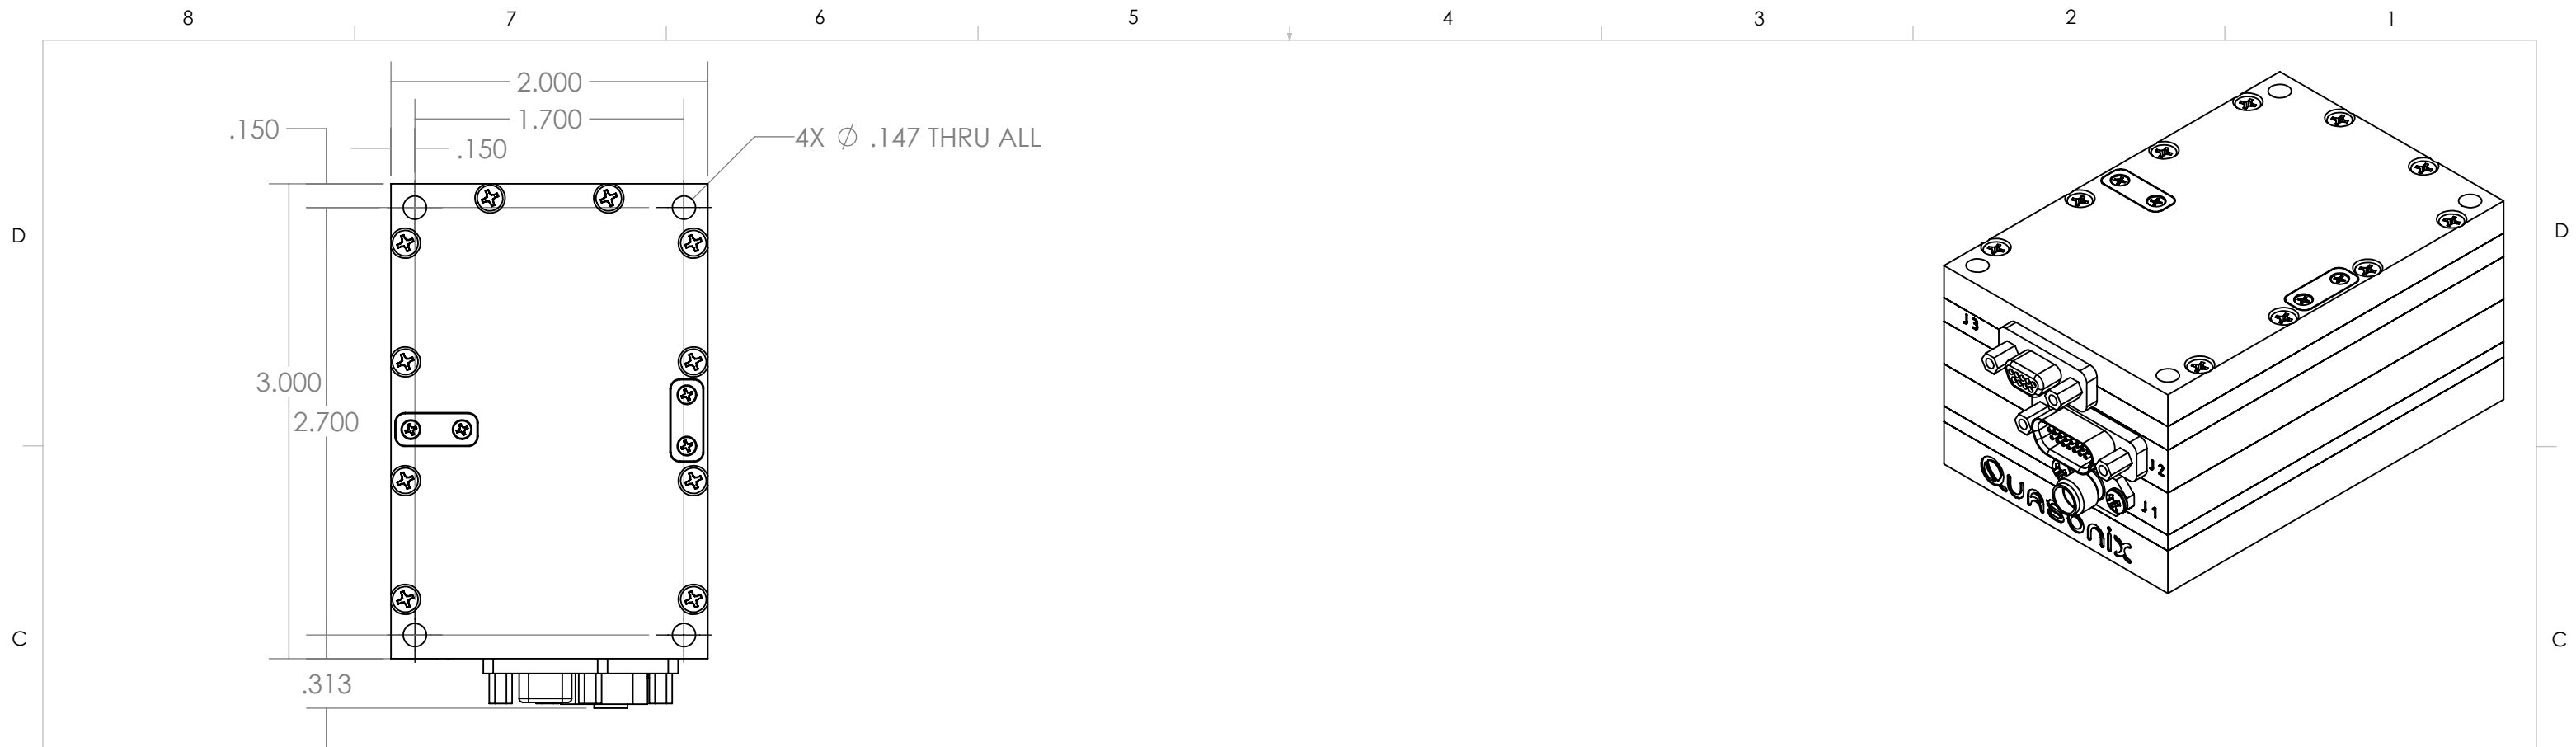 8 7 6 5 4 3 2 1
2.000
1.700
.150
.150
4X Ø .147 THRU ALL
D
D
3.000
2.700
J3
J2
J1
Quasonix
C
C
.313